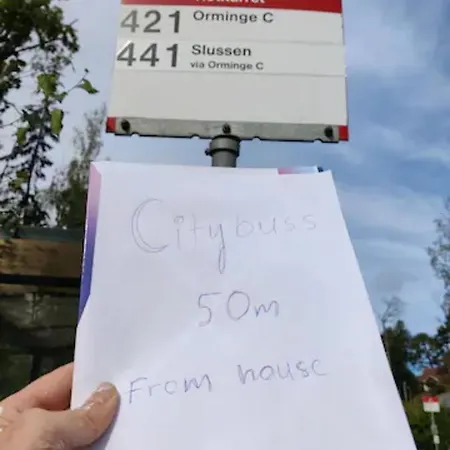 421 Orminge C
441 Slussen
via Orminge C
Citybuss
50m
From house